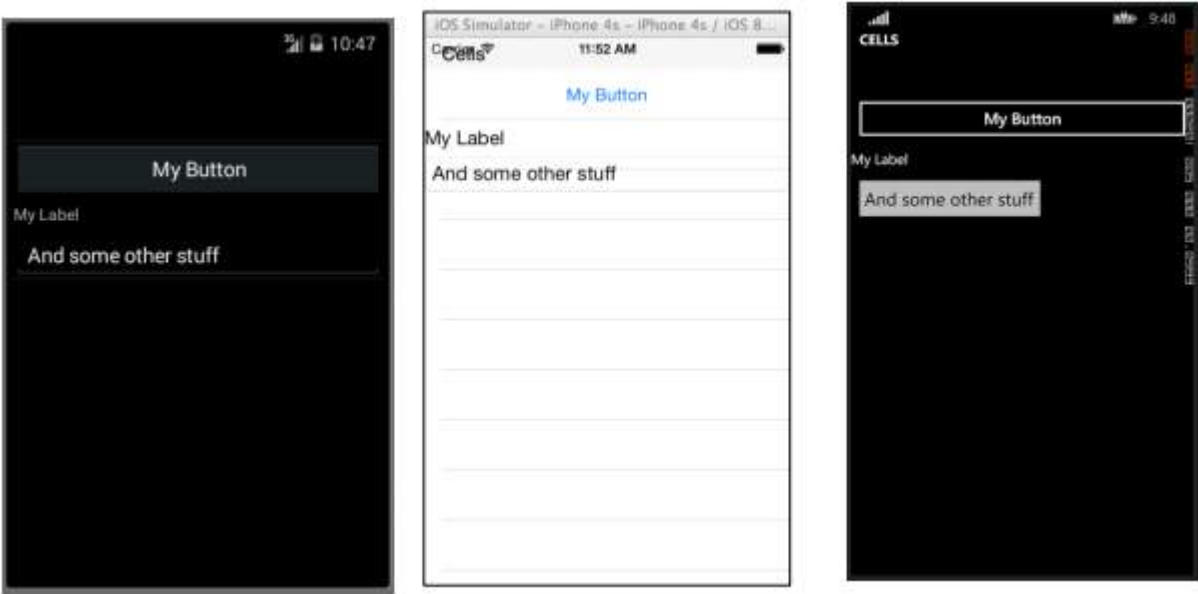 3G 10:47
My Button
My Label
And some other stuff
iOS Simulator – iPhone 4s – iPhone 4s / iOS 8...
Cells
11:52 AM
My Button
My Label
And some other stuff
9:48
CELLS
My Button
My Label
And some other stuff